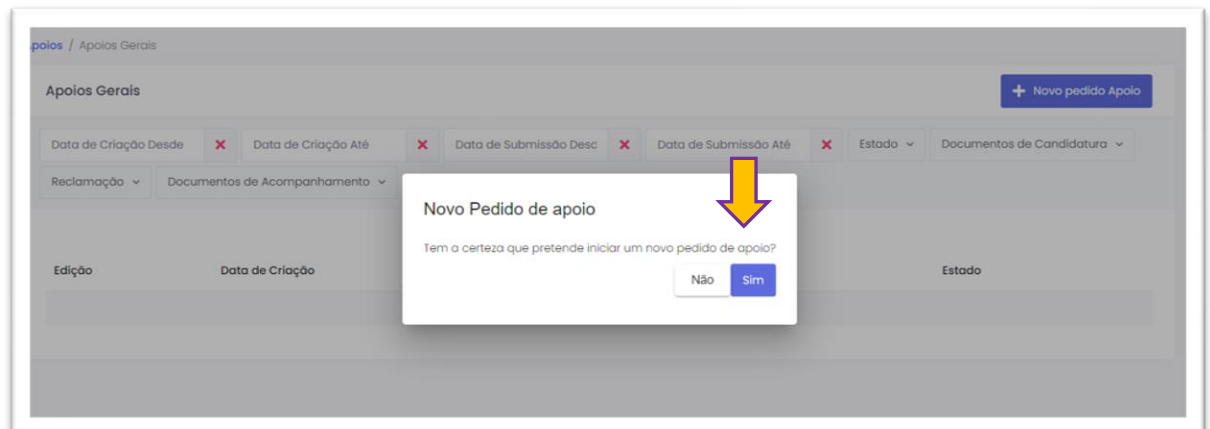 poios / Apoios Gerais
Apoios Gerais
+ Novo pedido Apoio
Data de Criação Desde
Data de Criação Até
Data de Submissão Desc
Data de Submissão Até
Estado
Documentos de Candidatura
Reclamação
Documentos de Acompanhamento
Novo Pedido de apoio
Tem a certeza que pretende iniciar um novo pedido de apoio?
Não
Sim
Edição
Data de Criação
Estado